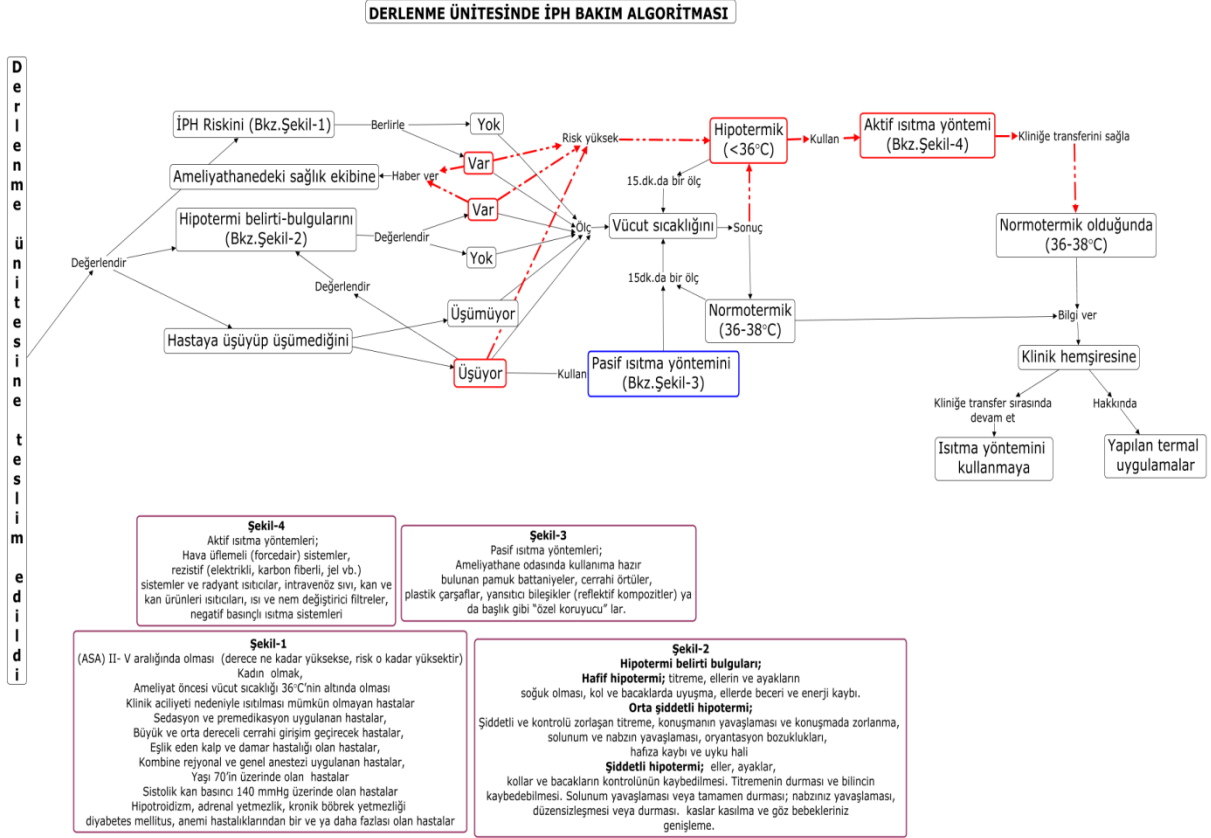 DERLENME ÜNİTESİNDE İPH BAKIM ALGORİTMASI
Derlenme ünitesine teslim edildi
Değerlendir
İPH Riskini (Bkz.Şekil-1)
Berlirle
Yok
Var
Ameliyathanedeki sağlık ekibine
Haber ver
Hipotermi belirti-bulgularını
(Bkz.Şekil-2)
Değerlendir
Var
Yok
Değerlendir
Hastaya üşüyüp üşümediğini
Üşümüyor
Üşüyor
Kullan
Pasif ısıtma yöntemini
(Bkz.Şekil-3)
Risk yüksek
Ölç
Vücut sıcaklığını
Sonuç
15.dk.da bir ölç
15dk.da bir ölç
Hipotermik
(<36°C)
Kullan
Aktif ısıtma yöntemi
(Bkz.Şekil-4)
Kliniğe transferini sağla
Normotermik olduğunda
(36-38°C)
Normotermik
(36-38°C)
Bilgi ver
Klinik hemşiresine
Kliniğe transfer sırasında
devam et
Hakkında
Isıtma yöntemini
kullanmaya
Yapılan termal
uygulamalar
Şekil-4
Aktif ısıtma yöntemleri;
Hava üflemeli (forcedair) sistemler,
rezistif (elektrikli, karbon fiberli, jel vb.)
sistemler ve radyant ısıtıcılar, intravenöz sıvı, kan ve
kan ürünleri ısıtıcıları, ısı ve nem değiştirici filtreler,
negatif basınçlı ısıtma sistemleri
Şekil-3
Pasif ısıtma yöntemleri;
Ameliyathane odasında kullanıma hazır
bulunan pamuk battaniyeler, cerrahi örtüler,
plastik çarşaflar, yansıtıcı bileşikler (reflektif kompozitler) ya
da başlık gibi "özel koruyucu" lar.
Şekil-1
(ASA) II- V aralığında olması (derece ne kadar yüksekse, risk o kadar yüksektir)
Kadın olmak,
Ameliyat öncesi vücut sıcaklığı 36°C'nin altında olması
Klinik aciliyeti nedeniyle ısıtılması mümkün olmayan hastalar
Sedasyon ve premedikasyon uygulanan hastalar,
Büyük ve orta dereceli cerrahi girişim geçirecek hastalar,
Eşlik eden kalp ve damar hastalığı olan hastalar,
Kombine rejyonal ve genel anestezi uygulanan hastalar,
Yaşı 70'in üzerinde olan hastalar
Sistolik kan basıncı 140 mmHg üzerinde olan hastalar
Hipotroidizm, adrenal yetmezlik, kronik böbrek yetmezliği
diyabetes mellitus, anemi hastalıklarından bir ve ya daha fazlası olan hastalar
Şekil-2
Hipotermi belirti bulguları;
Hafif hipotermi; titreme, ellerin ve ayakların
soğuk olması, kol ve bacaklarda uyuşma, ellerde beceri ve enerji kaybı.
Orta şiddetli hipotermi;
Şiddetli ve kontrolü zorlaşan titreme, konuşmanın yavaşlaması ve konuşmada zorlanma,
solunum ve nabzın yavaşlaması, oryantasyon bozuklukları,
hafıza kaybı ve uyku hali
Şiddetli hipotermi; eller, ayaklar,
kollar ve bacakların kontrolünün kaybedilmesi. Titremenin durması ve bilincin
kaybedebilmesi. Solunum yavaşlaması veya tamamen durması; nabzınız yavaşlaması,
düzensizleşmesi veya durması. kaslar kasılma ve göz bebekleriniz
genişleme.